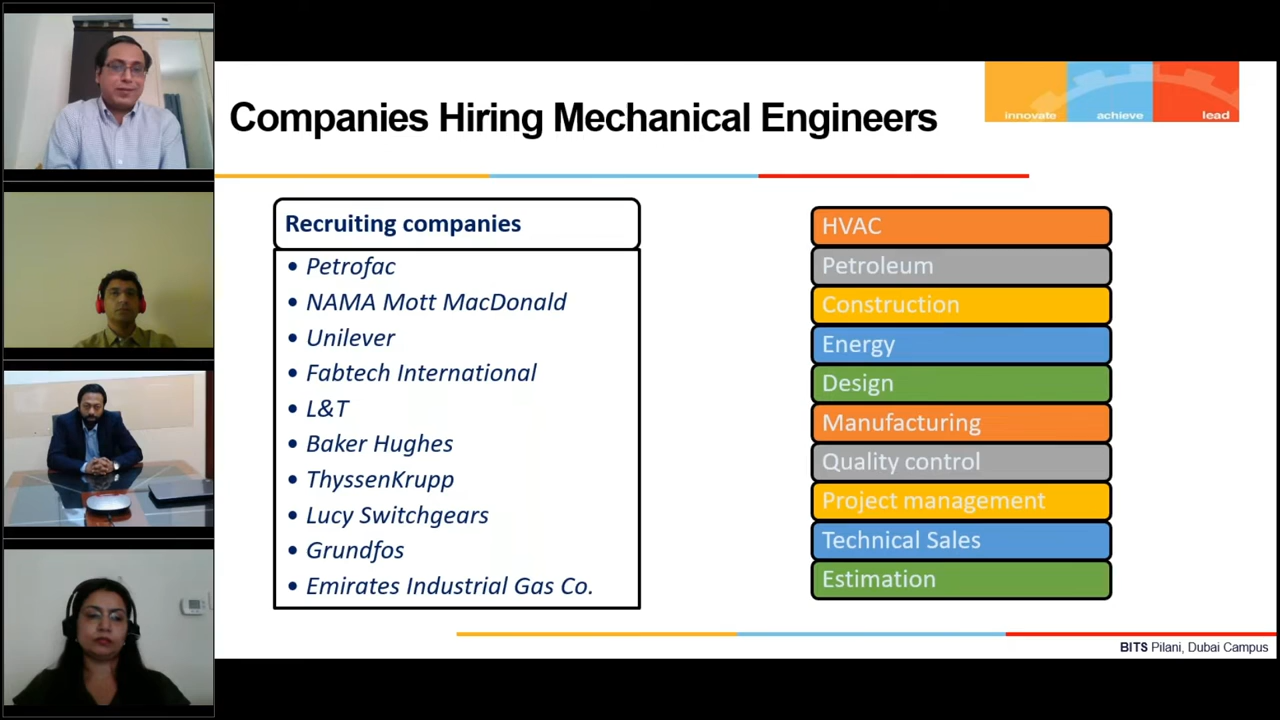 Companies Hiring Mechanical Engineers
innovate achieve lead
Recruiting companies
• Petrofac
• NAMA Mott MacDonald
• Unilever
• Fabtech International
• L&T
• Baker Hughes
• ThyssenKrupp
• Lucy Switchgears
• Grundfos
• Emirates Industrial Gas Co.
HVAC
Petroleum
Construction
Energy
Design
Manufacturing
Quality control
Project management
Technical Sales
Estimation
BITS Pilani, Dubai Campus